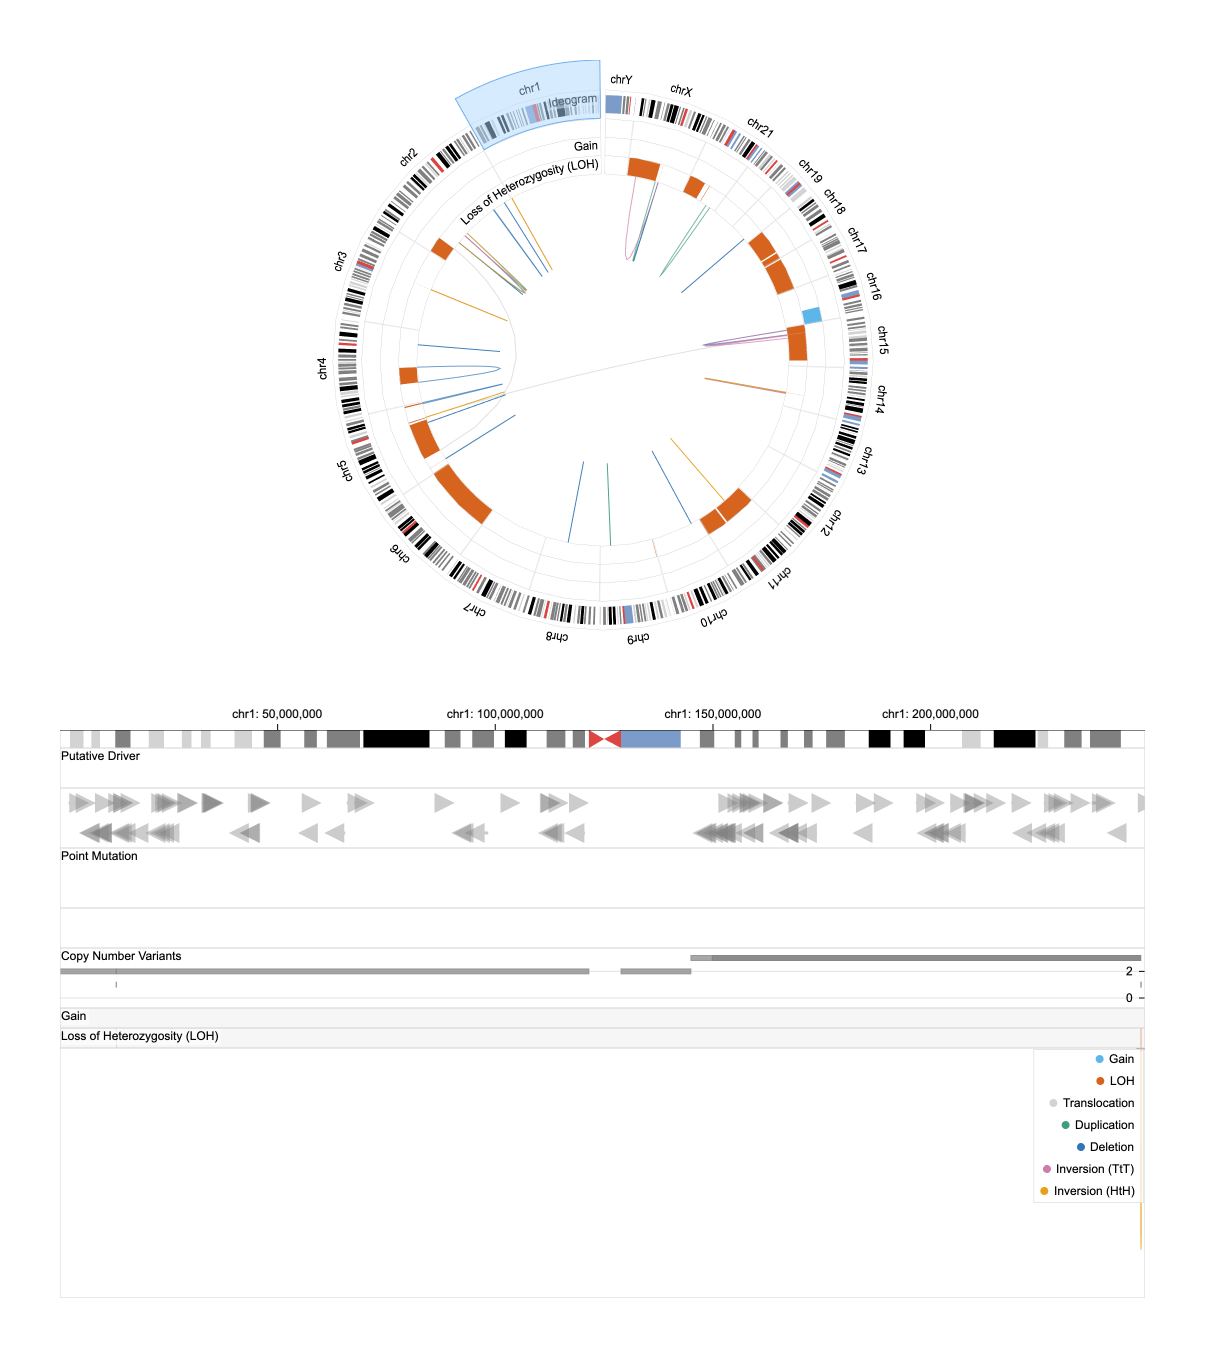 chr1
Ideogram
Gain
Loss of Heterozygosity (LOH)
chrY
chrX
chr21
chr19
chr18
chr17
chr16
chr15
chr14
chr13
chr12
chr11
chr10
chr9
chr8
chr7
chr6
chr5
chr4
chr3
chr2
chr1: 50,000,000 chr1: 100,000,000 chr1: 150,000,000 chr1: 200,000,000
Putative Driver
Point Mutation
Copy Number Variants
2
0
Gain
Loss of Heterozygosity (LOH)
Gain
LOH
Translocation
Duplication
Deletion
Inversion (TtT)
Inversion (HtH)